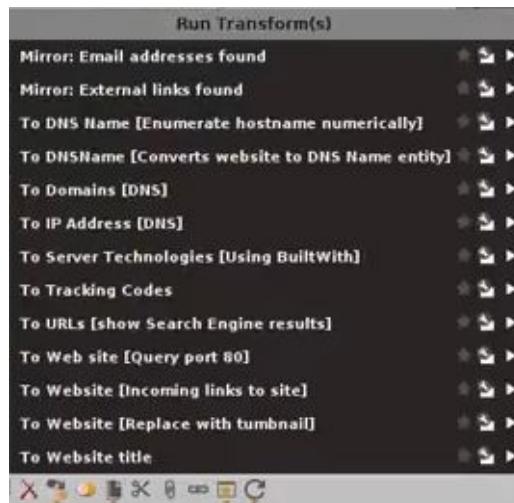 Run Transform(s)
Mirror: Email addresses found
Mirror: External links found
To DNS Name [Enumerate hostname numerically]
To DNSName [Converts website to DNS Name entity]
To Domains [DNS]
To IP Address [DNS]
To Server Technologies [Using BuiltWith]
To Tracking Codes
To URLs [show Search Engine results]
To Web site [Query port 80]
To Website [Incoming links to site]
To Website [Replace with tumbnail]
To Website title